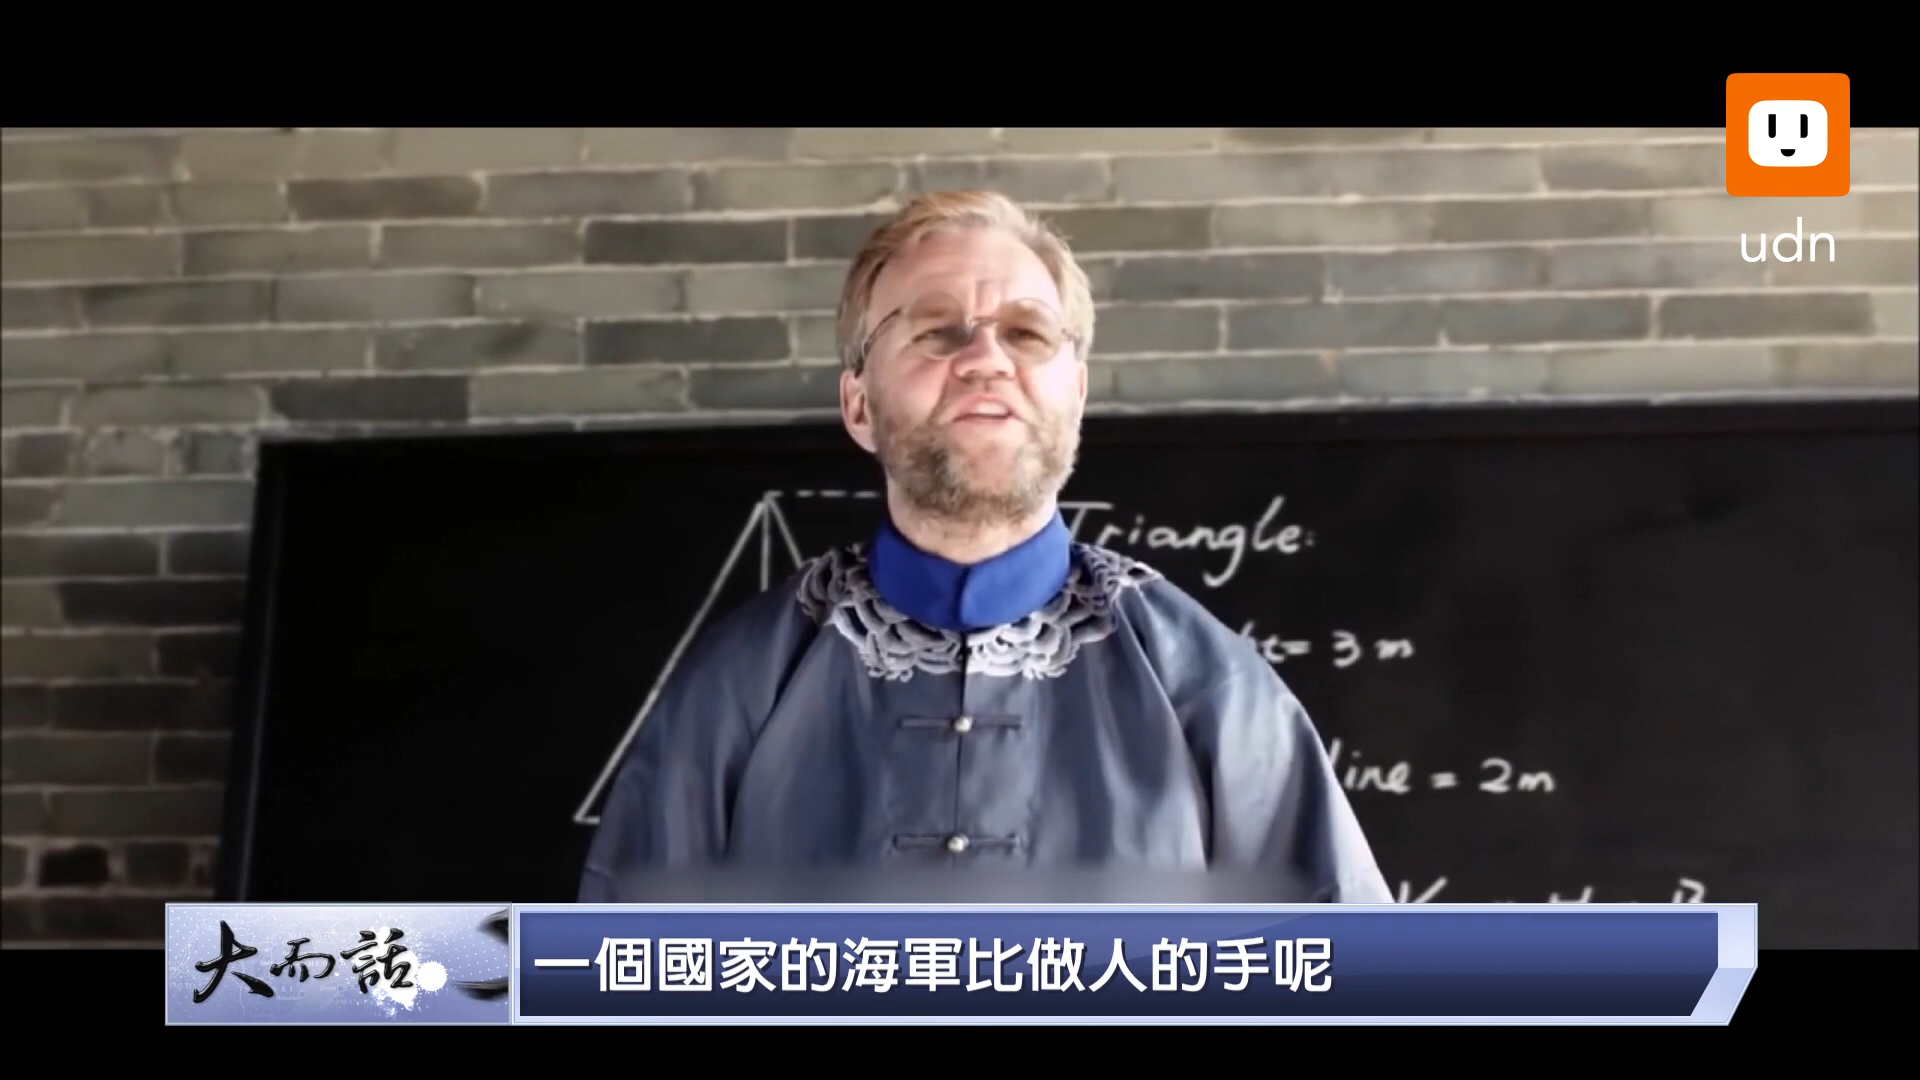 udn
Triangle:
= 3 m
line = 2m
大而話
一個國家的海軍比做人的手呢